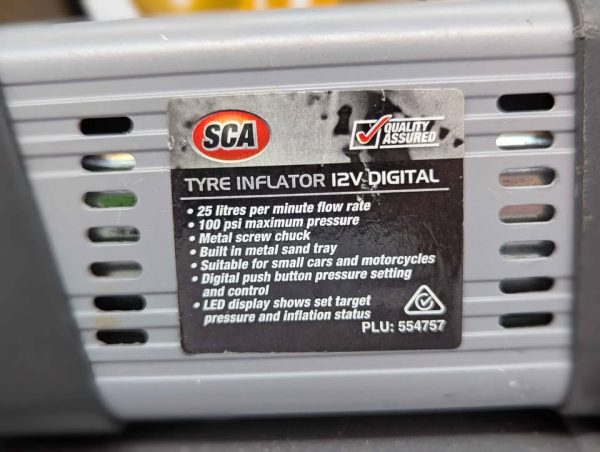 SCA
QUALITY
ASSURED
TYRE INFLATOR 12V DIGITAL
• 25 litres per minute flow rate
• 100 psi maximum pressure
• Metal screw chuck
• Built in metal sand tray
• Suitable for small cars and motorcycles
• Digital push button pressure setting
and control
• LED display shows set target
pressure and inflation status
PLU: 554757